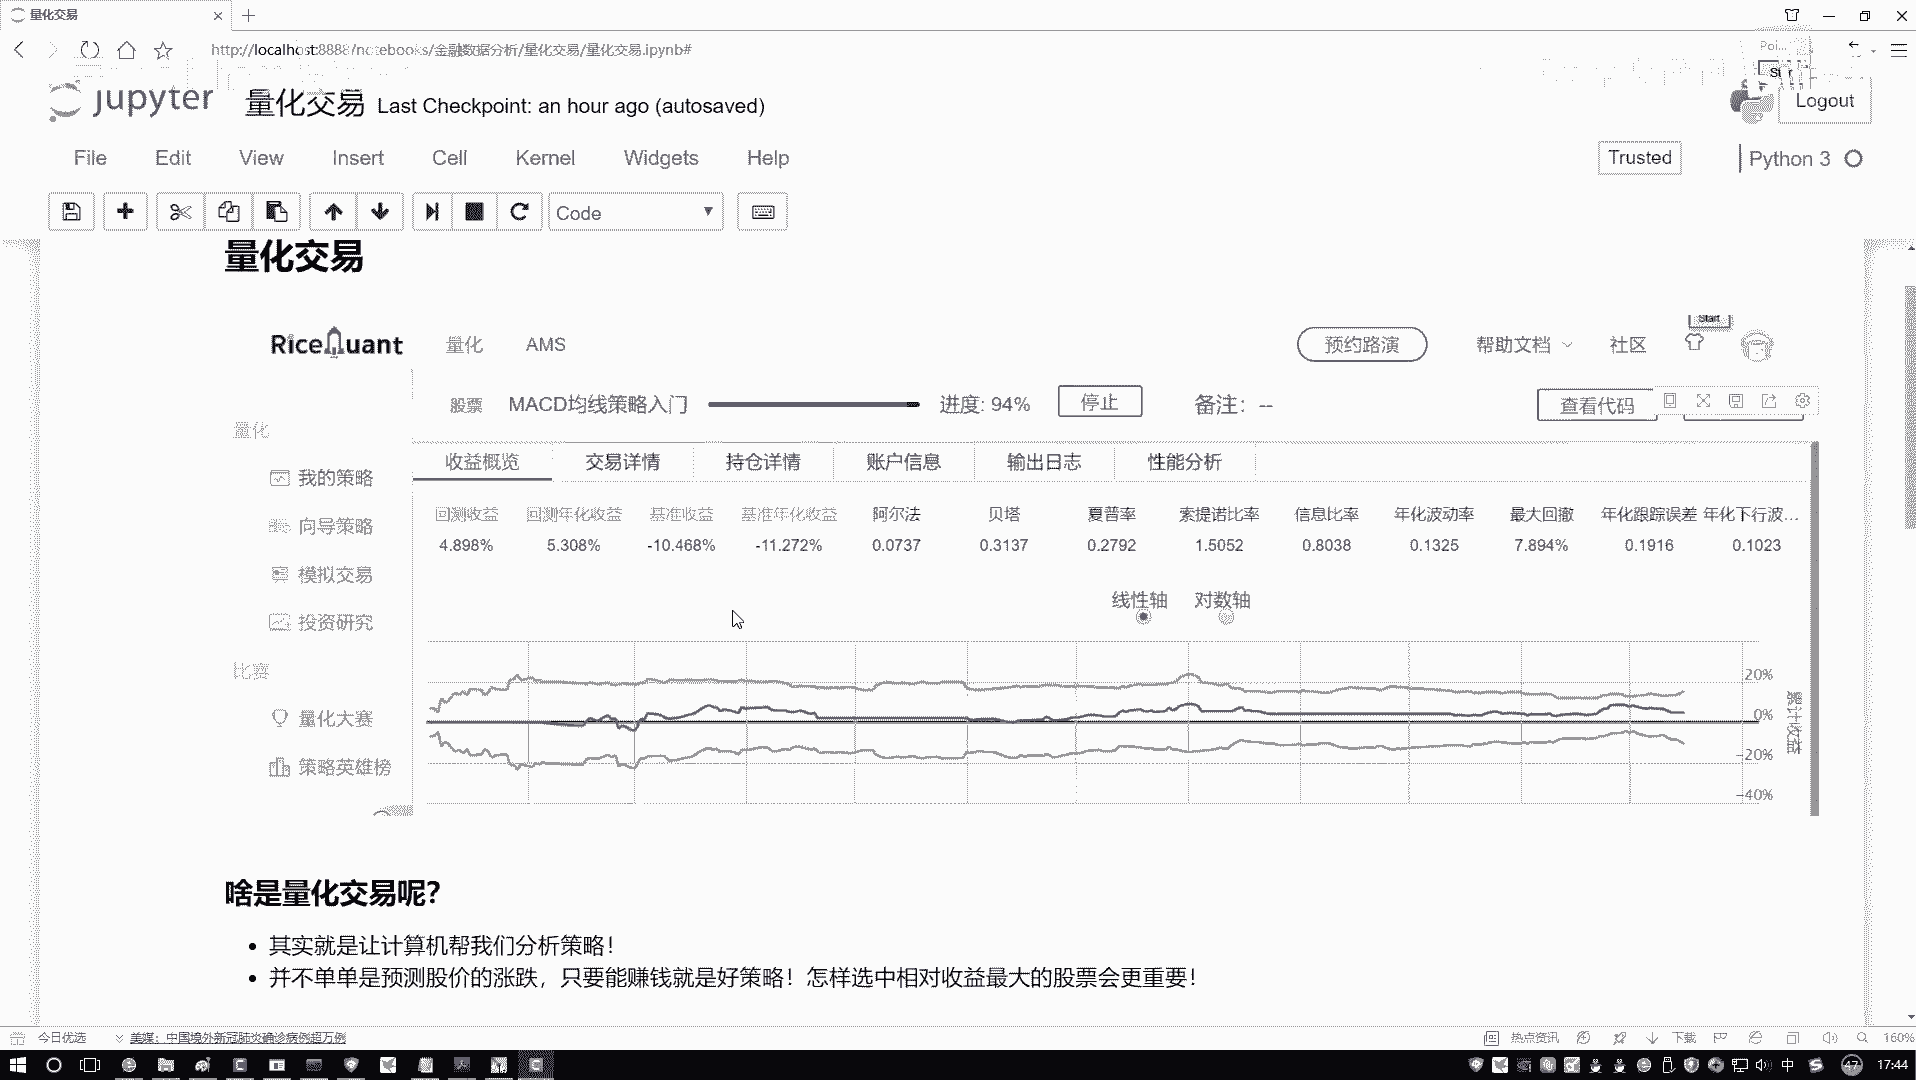 量化交易
http://localhost:8888/notebooks/金融数据分析/量化交易/量化交易.ipynb#
Poi...
Star
jupyter 量化交易 Last Checkpoint: an hour ago (autosaved)
Logout
File Edit View Insert Cell Kernel Widgets Help
Trusted
Python 3
Code
量化交易
RiceQuant 量化 AMS 预约路演 帮助文档 社区
Start
股票 MACD均线策略入门 进度: 94% 停止 备注: -- 查看代码
量化
我的策略
向导策略
模拟交易
投资研究
比赛
量化大赛
策略英雄榜
收益概览 交易详情 持仓详情 账户信息 输出日志 性能分析
回测收益 回测年化收益 基准收益 基准年化收益 阿尔法 贝塔 夏普率 索提诺比率 信息比率 年化波动率 最大回撤 年化跟踪误差 年化下行波...
4.898% 5.308% -10.468% -11.272% 0.0737 0.3137 0.2792 1.5052 0.8038 0.1325 7.894% 0.1916 0.1023
线性轴 对数轴
20%
0%
-20%
-40%
累计收益
啥是量化交易呢?
• 其实就是让计算机帮我们分析策略!
• 并不单单是预测股价的涨跌，只要能赚钱就是好策略! 怎样选中相对收益最大的股票会更重要!
今日优选 美媒：中国境外新冠肺炎确诊病例超万例
热点资讯 下载 160%
47 中 17:44